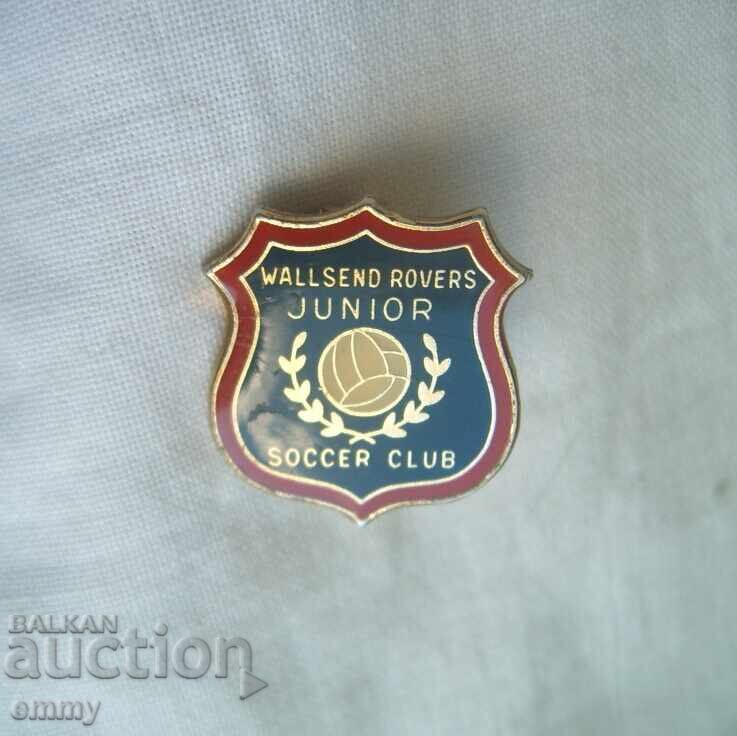 WALLSEND ROVERS
JUNIOR
SOCCER CLUB
BALKAN
auction
emmy